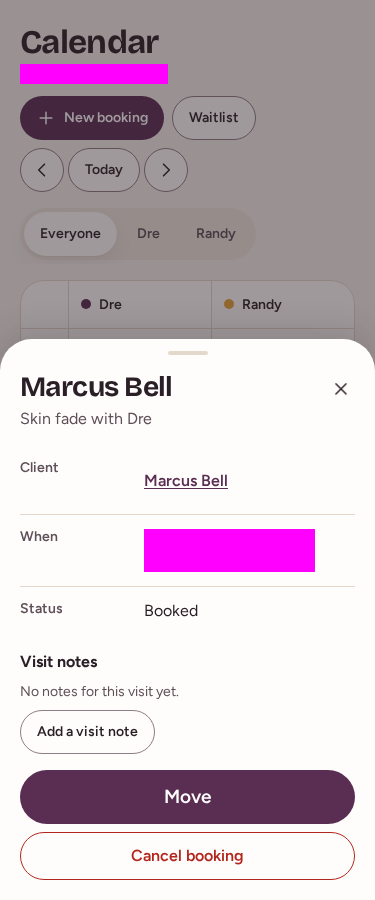 Calendar
New booking
Waitlist
Today
Everyone
Dre
Randy
Dre
Randy
Marcus Bell
Skin fade with Dre
Client
Marcus Bell
When
Status
Booked
Visit notes
No notes for this visit yet.
Add a visit note
Move
Cancel booking